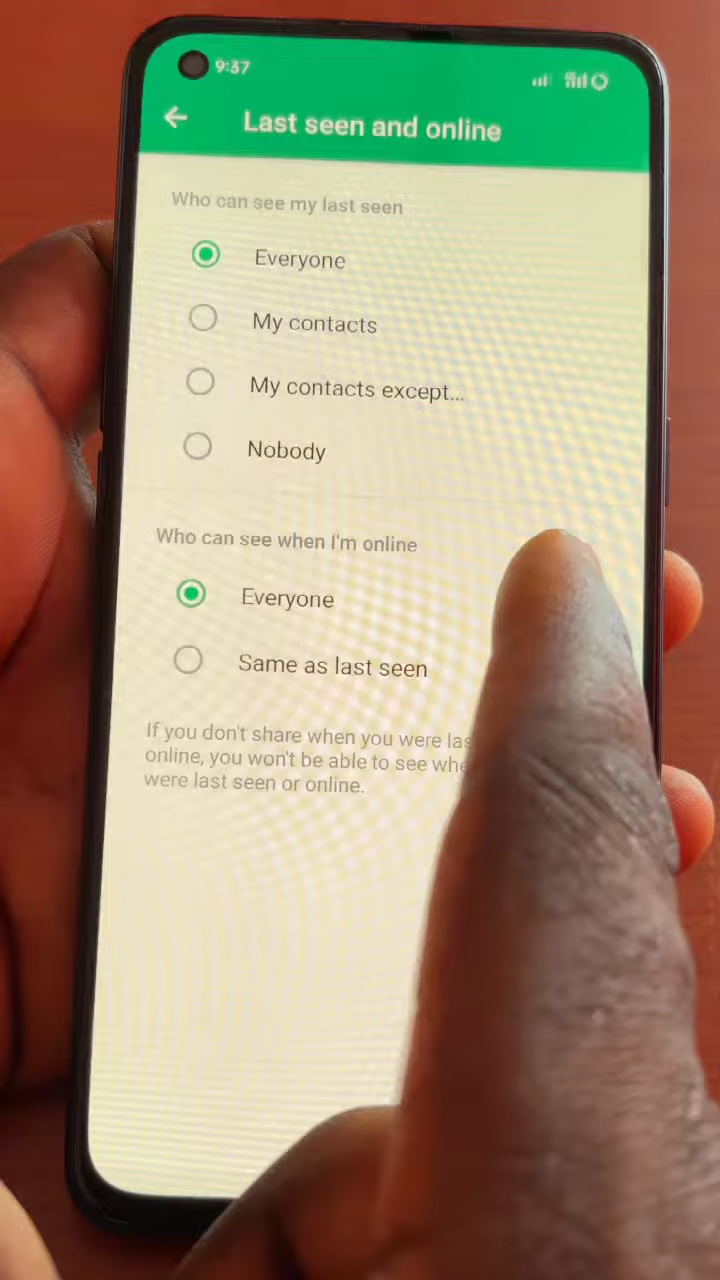 9:37
Last seen and online
Who can see my last seen
Everyone
My contacts
My contacts except...
Nobody
Who can see when I'm online
Everyone
Same as last seen
If you don't share when you were
online, you won't be able to see
were last seen or online.